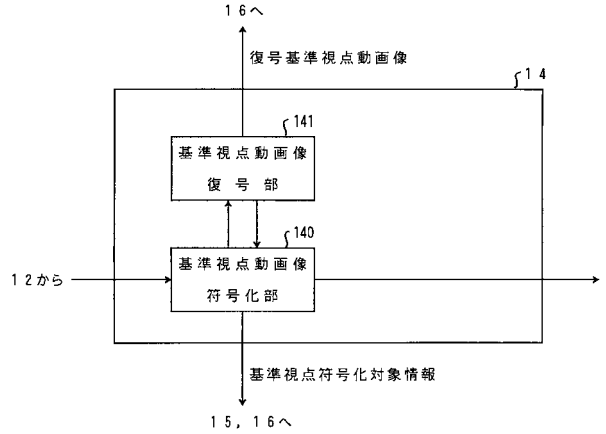 16へ
復号基準視点動画像
14
141
基準視点動画像
復号部
140
基準視点動画像
符号化部
12から
基準視点符号化対象情報
15,16へ